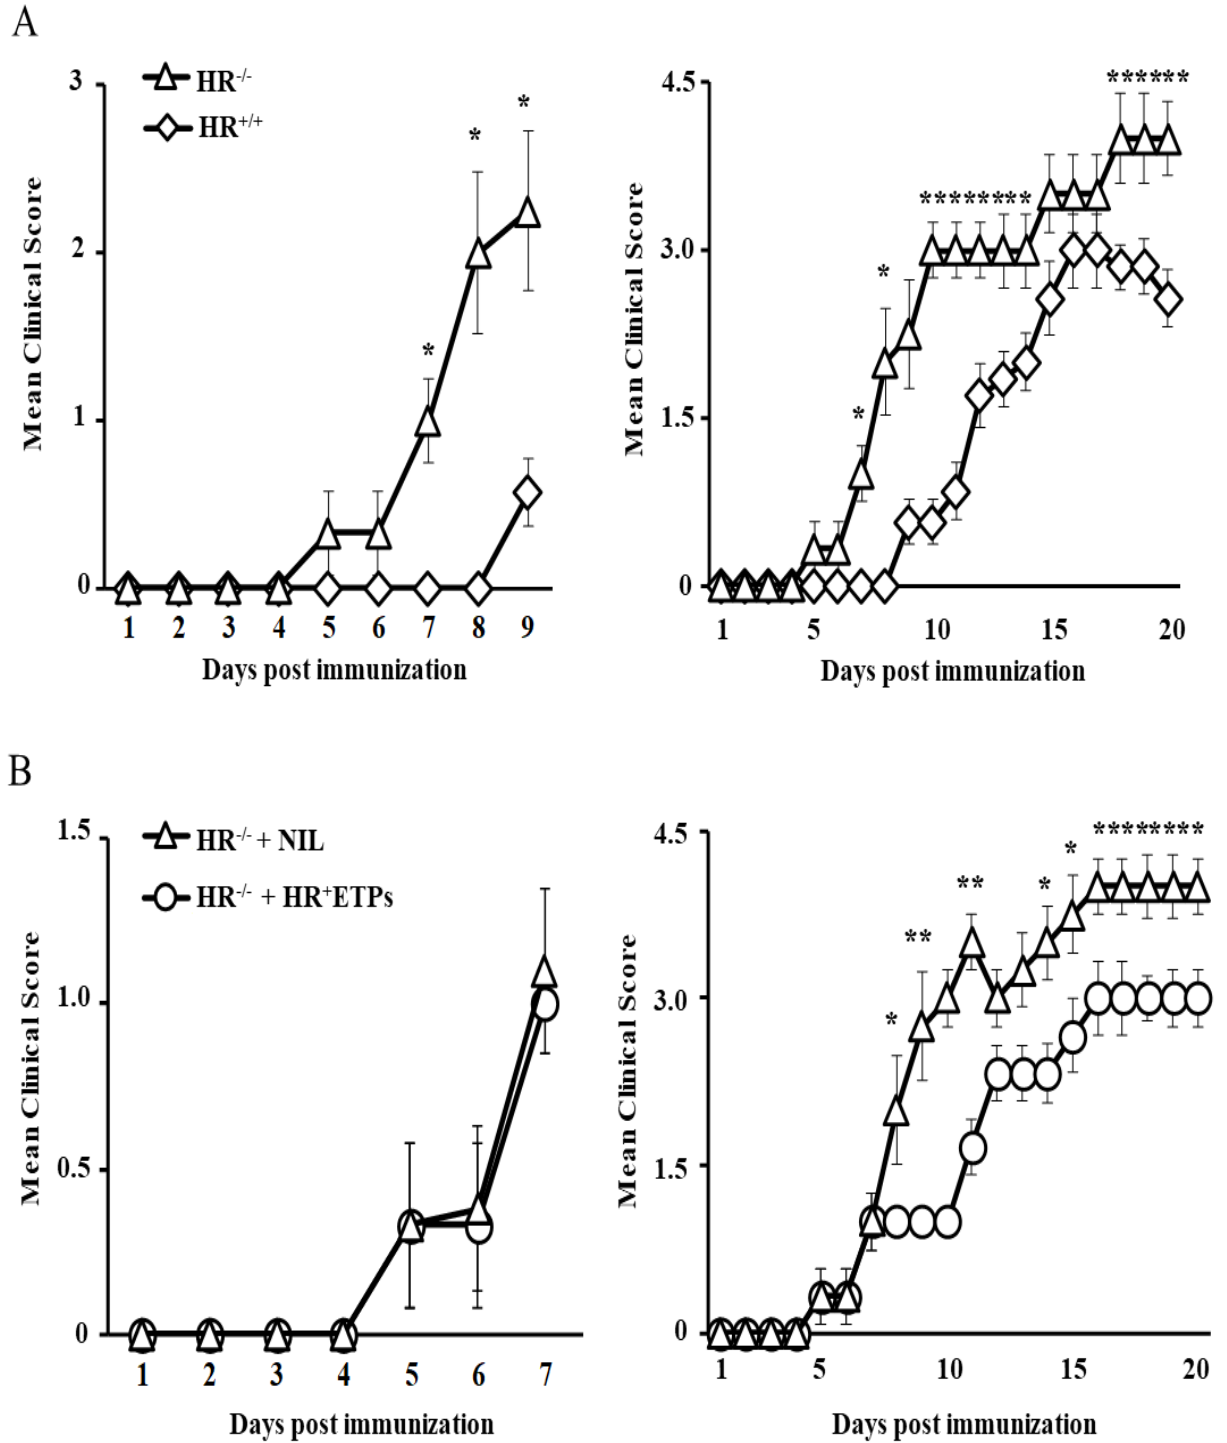 A
HR-/-
HR+/+
3
2
1
0
Mean Clinical Score
* * *
1 2 3 4 5 6 7 8 9
Days post immunization
4.5
3.0
1.5
0
Mean Clinical Score
* * ********** ******
1 5 10 15 20
Days post immunization
B
HR-/- + NIL
HR-/- + HR+ETPs
1.5
1.0
0.5
0
Mean Clinical Score
1 2 3 4 5 6 7
Days post immunization
4.5
3.0
1.5
0
Mean Clinical Score
* ** ** * * ********
1 5 10 15 20
Days post immunization